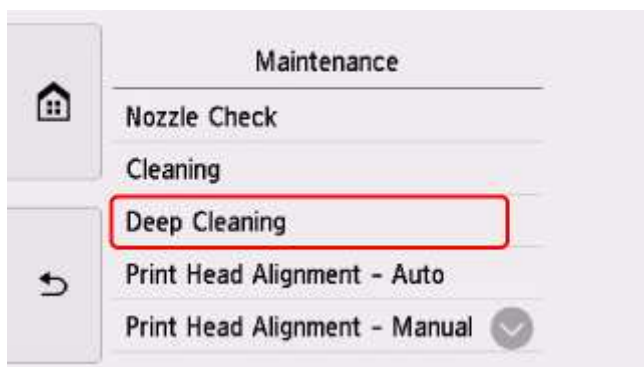 Maintenance
Nozzle Check
Cleaning
Deep Cleaning
Print Head Alignment - Auto
Print Head Alignment - Manual